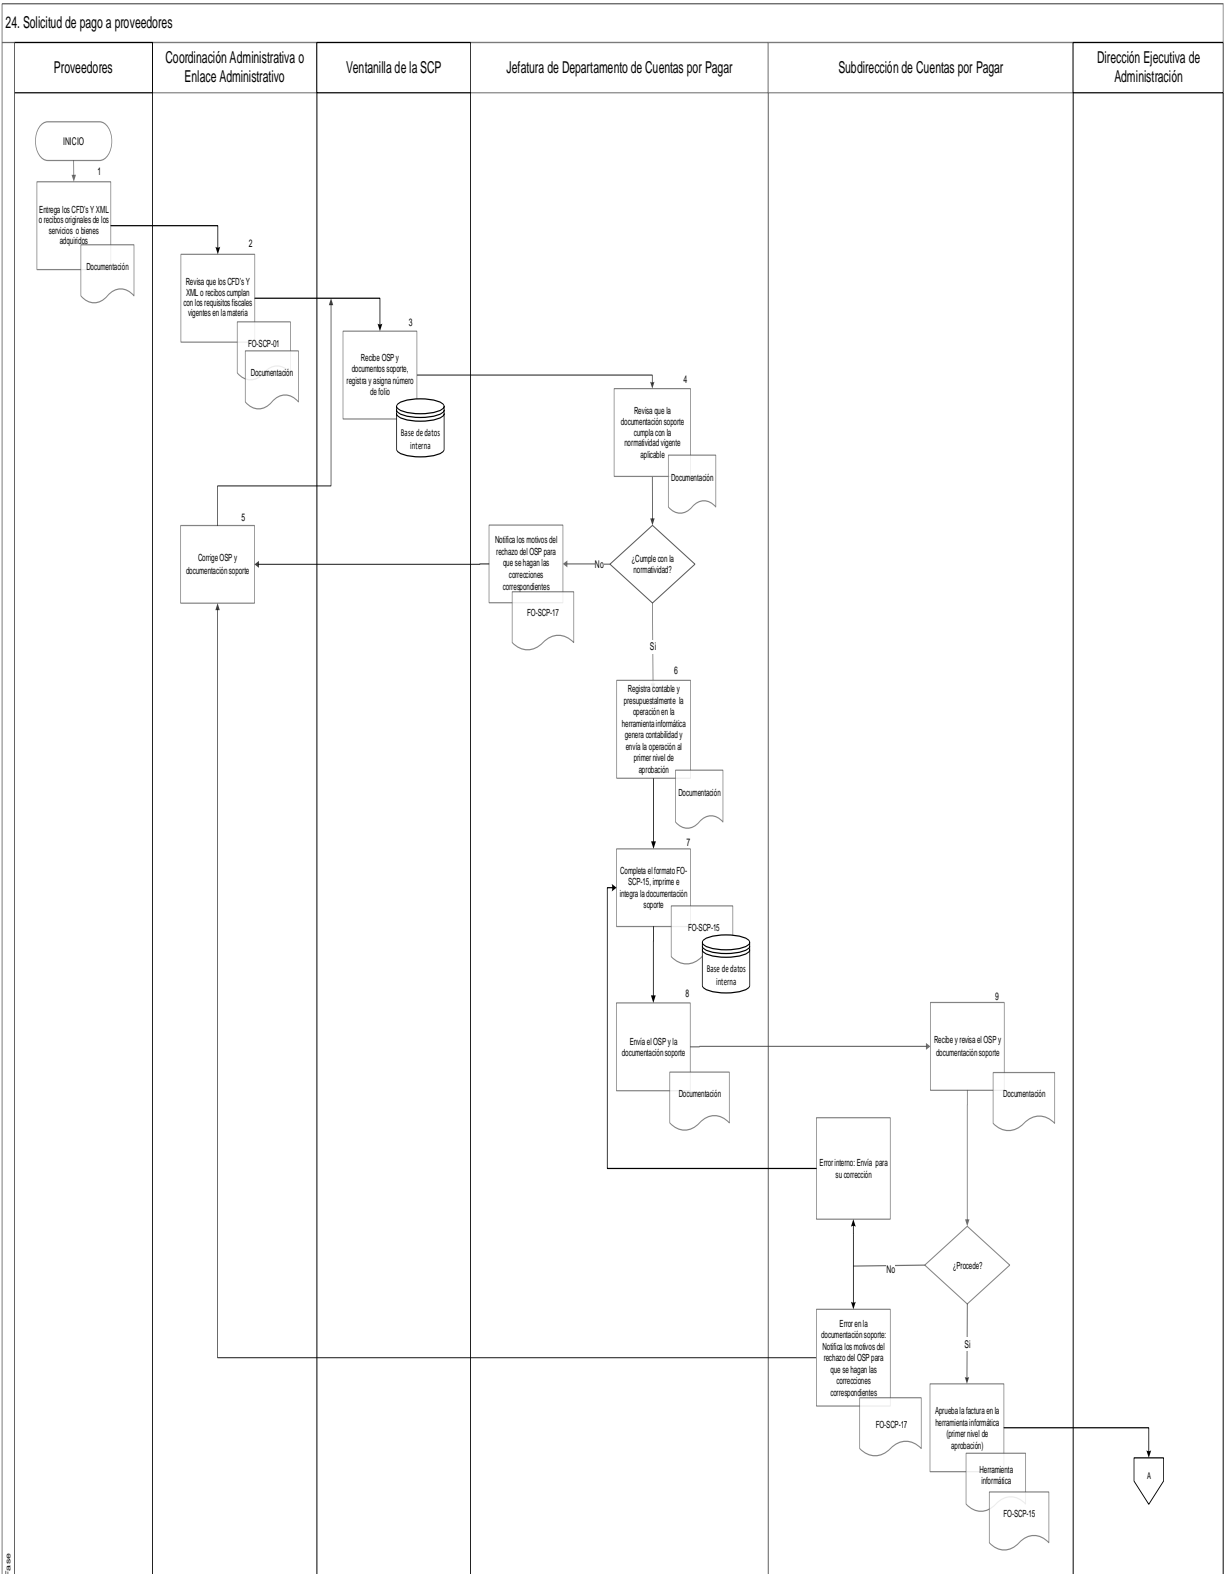 24. Solicitud de pago a proveedores
Proveedores
Coordinación Administrativa o
Enlace Administrativo
Ventanilla de la SCP
Jefatura de Departamento de Cuentas por Pagar
Subdirección de Cuentas por Pagar
Dirección Ejecutiva de
Administración
INICIO
1
Entrega los CFD's Y XML
o recibos originales de los
servicios o bienes
adquiridos
Documentación
2
Revisa que los CFD's Y
XML o recibos cumplan
con los requisitos fiscales
vigentes en la materia
FO-SCP-01
Documentación
3
Recibe OSP y
documentos soporte,
registra y asigna número
de folio
Base de datos
interna
4
Revisa que la
documentación soporte
cumpla con la
normatividad vigente
aplicable
Documentación
5
Corrige OSP y
documentación soporte
Notifica los motivos del
rechazo del OSP para
que se hagan las
correcciones
correspondientes
FO-SCP-17
No
¿Cumple con la
normatividad?
Si
6
Registra contable y
presupuestalmente la
operación en la
herramienta informática
genera contabilidad y
envía la operación al
primer nivel de
aprobación
Documentación
7
Completa el formato FO-
SCP-15, imprime e
integra la documentación
soporte
FO-SCP-15
Base de datos
interna
8
Envía el OSP y la
documentación soporte
Documentación
9
Recibe y revisa el OSP y
documentación soporte
Documentación
Error interno: Envía para
su corrección
No
¿Procede?
Si
Error en la
documentación soporte:
Notifica los motivos del
rechazo del OSP para
que se hagan las
correcciones
correspondientes
FO-SCP-17
Aprueba la factura en la
herramienta informática
(primer nivel de
aprobación)
Herramienta
informática
FO-SCP-15
A
Fase